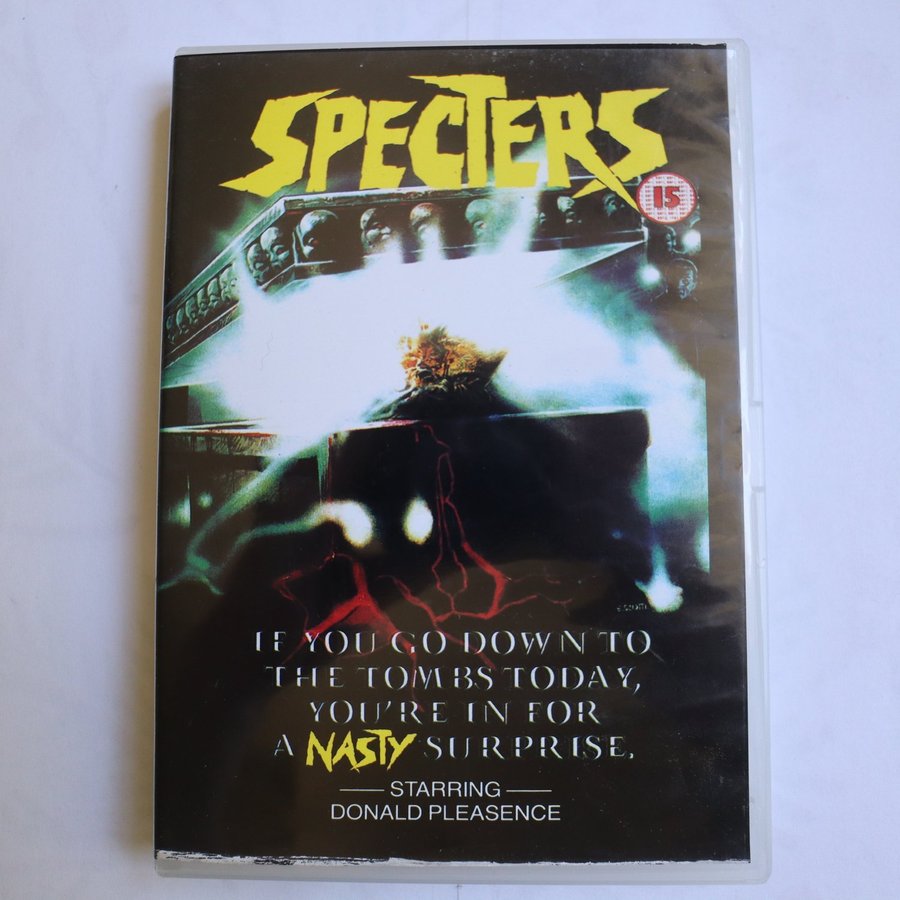 SPECTERS
15
IF YOU GO DOWN TO
THE TOMBS TODAY,
YOU'RE IN FOR
A NASTY SURPRISE.
STARRING
DONALD PLEASENCE